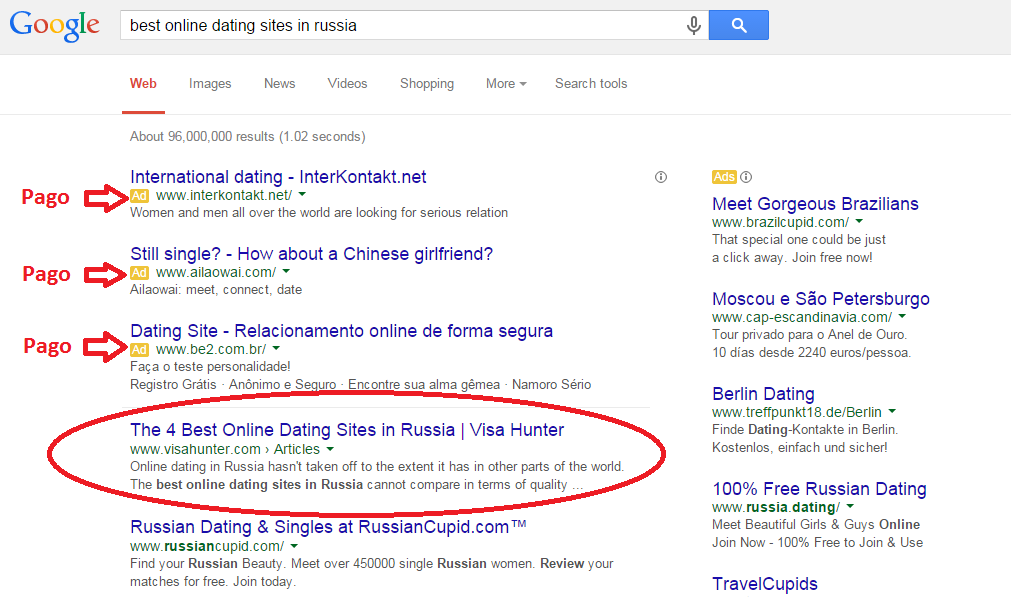 Google
best online dating sites in russia
Web Images News Videos Shopping More Search tools
About 96,000,000 results (1.02 seconds)
International dating - InterKontakt.net
Pago
Ad www.interkontakt.net/
Women and men all over the world are looking for serious relation
Still single? - How about a Chinese girlfriend?
Pago
Ad www.ailaowai.com/
Ailaowai: meet, connect, date
Dating Site - Relacionamento online de forma segura
Pago
Ad www.be2.com.br/
Faça o teste personalidade!
Registro Grátis · Anônimo e Seguro · Encontre sua alma gêmea · Namoro Sério
The 4 Best Online Dating Sites in Russia | Visa Hunter
www.visahunter.com › Articles
Online dating in Russia hasn't taken off to the extent it has in other parts of the world.
The best online dating sites in Russia cannot compare in terms of quality ...
Russian Dating & Singles at RussianCupid.com™
www.russiancupid.com/
Find your Russian Beauty. Meet over 450000 single Russian women. Review your
matches for free. Join today.
Ads
Meet Gorgeous Brazilians
www.brazilcupid.com/
That special one could be just
a click away. Join free now!
Moscou e São Petersburgo
www.cap-escandinavia.com/
Tour privado para o Anel de Ouro.
10 días desde 2240 euros/pessoa.
Berlin Dating
www.treffpunkt18.de/Berlin
Finde Dating-Kontakte in Berlin.
Kostenlos, einfach und sicher!
100% Free Russian Dating
www.russia.dating/
Meet Beautiful Girls & Guys Online
Join Now - 100% Free to Join & Use
TravelCupids